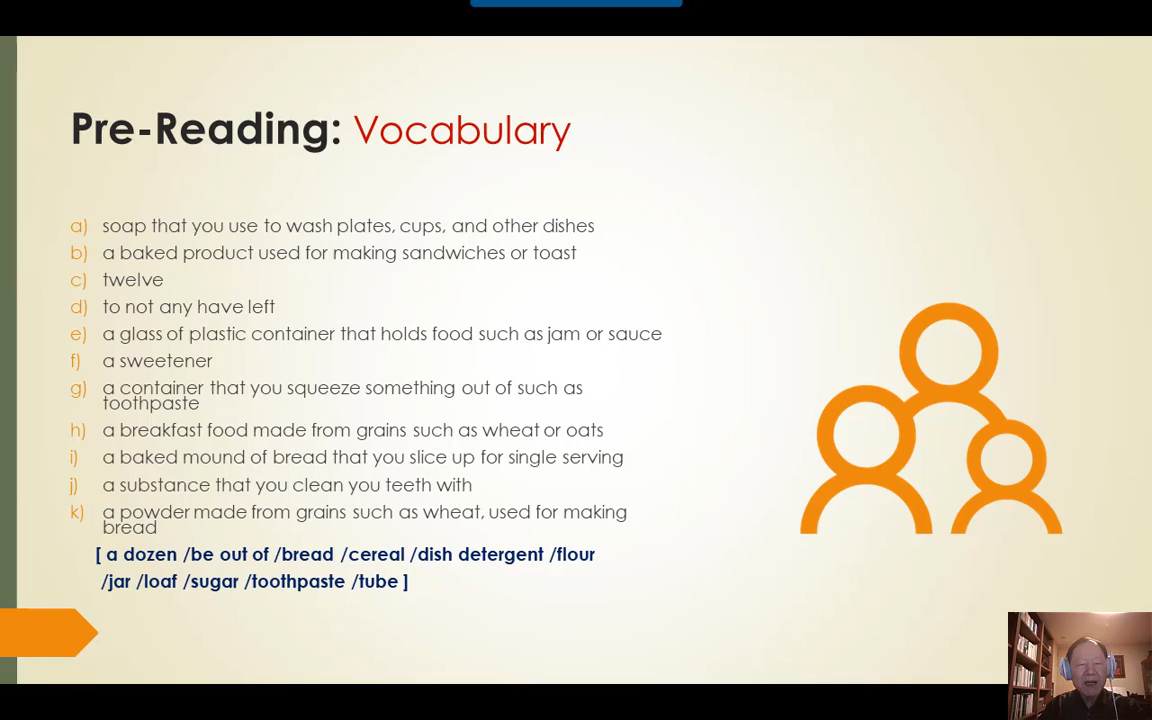 Pre-Reading: Vocabulary
a) soap that you use to wash plates, cups, and other dishes
b) a baked product used for making sandwiches or toast
c) twelve
d) to not any have left
e) a glass of plastic container that holds food such as jam or sauce
f) a sweetener
g) a container that you squeeze something out of such as
toothpaste
h) a breakfast food made from grains such as wheat or oats
i) a baked mound of bread that you slice up for single serving
j) a substance that you clean you teeth with
k) a powder made from grains such as wheat, used for making
bread
[ a dozen /be out of /bread /cereal /dish detergent /flour
/jar /loaf /sugar /toothpaste /tube ]